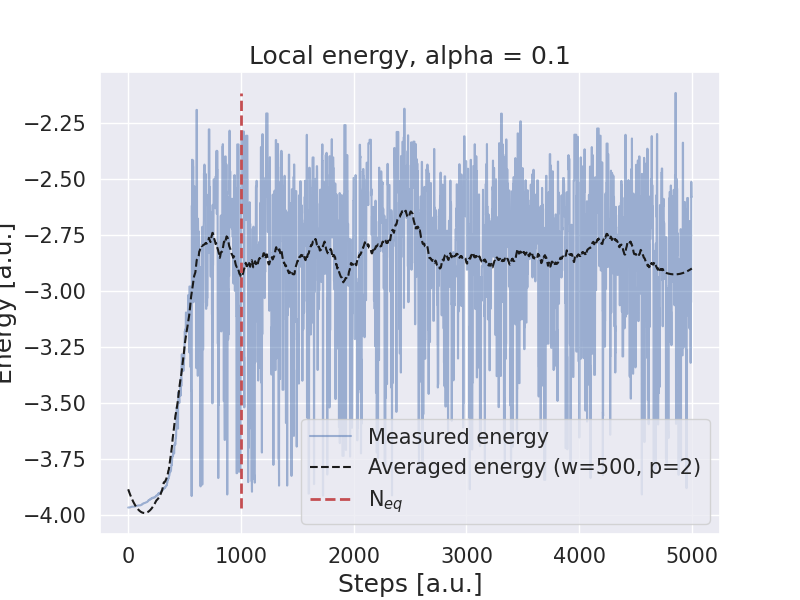 Local energy, alpha = 0.1
Energy [a.u.]
−2.25
−2.50
−2.75
−3.00
−3.25
−3.50
−3.75
−4.00
Measured energy
Averaged energy (w=500, p=2)
N_{eq}
0 1000 2000 3000 4000 5000
Steps [a.u.]